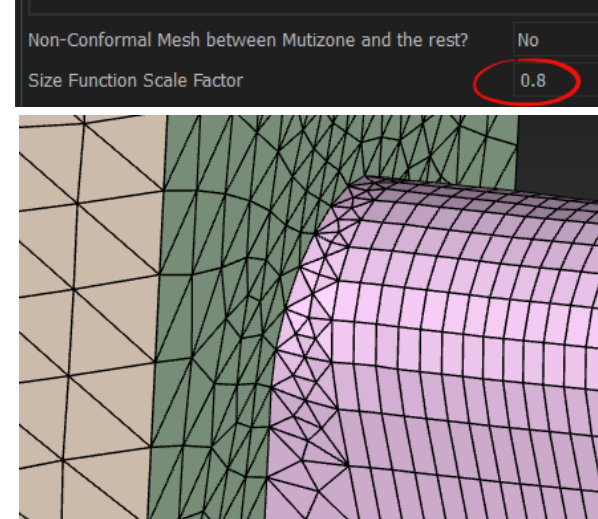 Non-Conformal Mesh between Mutizone and the rest? No
Size Function Scale Factor 0.8